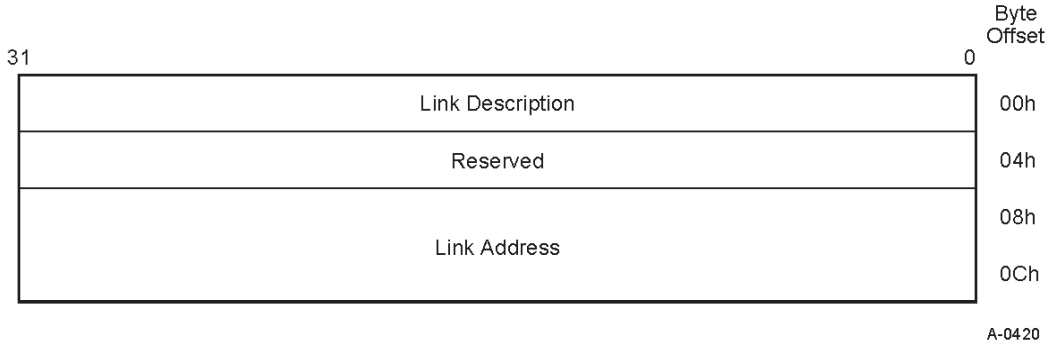 Byte
Offset
31 0
Link Description 00h
Reserved 04h
08h
Link Address
0Ch
A-0420